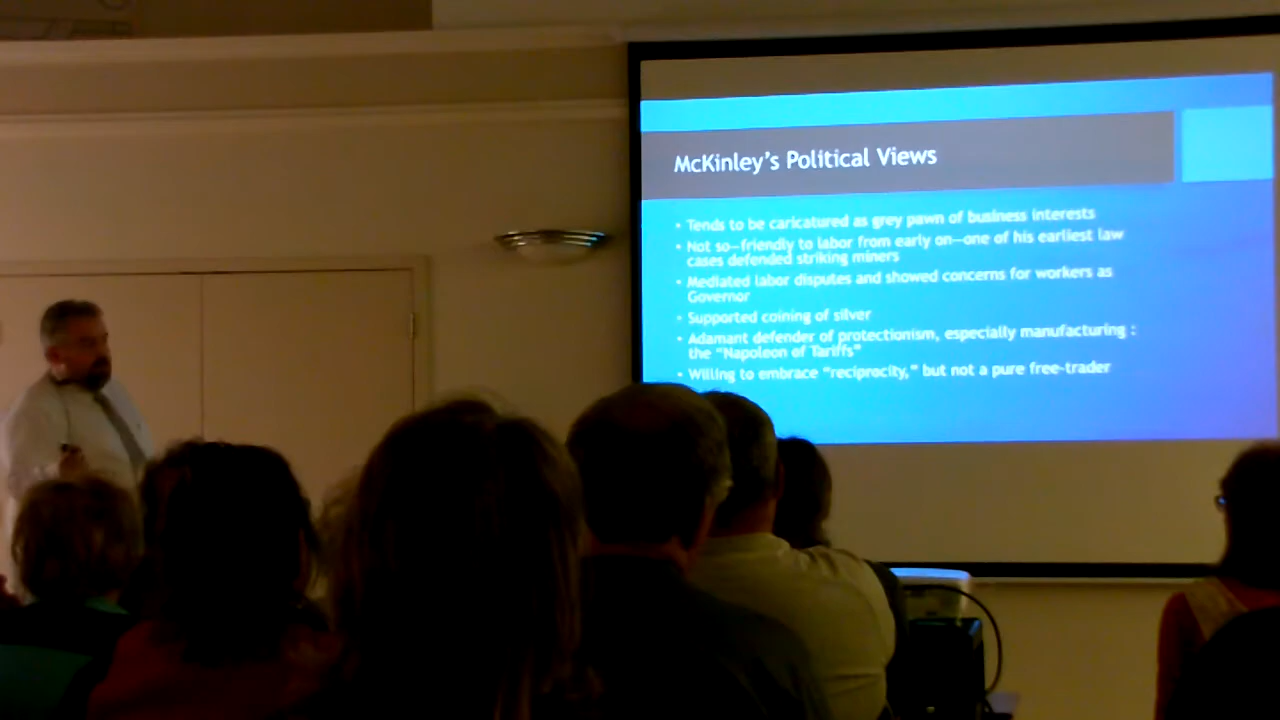 McKinley's Political Views
• Tends to be caricatured as grey pawn of business interests
• Not so—friendly to labor from early on—one of his earliest law
cases defended striking miners
• Mediated labor disputes and showed concerns for workers as
Governor
• Supported coining of silver
• Adamant defender of protectionism, especially manufacturing :
the "Napoleon of Tariffs"
• Willing to embrace "reciprocity," but not a pure free-trader